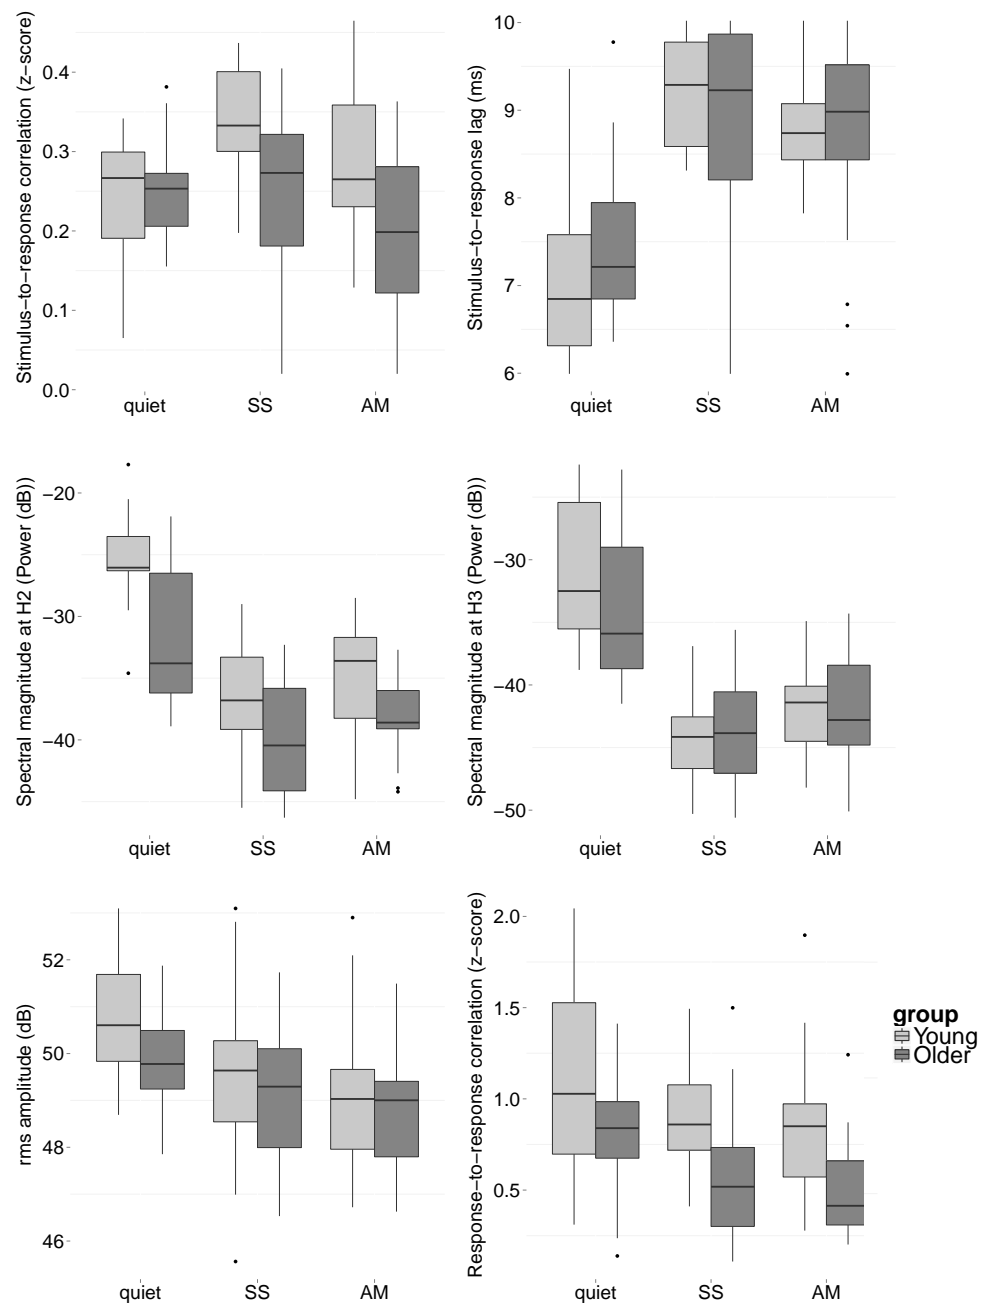 Stimulus−to−response correlation (z−score)
0.4
0.3
0.2
0.1
0.0
quiet SS AM
Stimulus−to−response lag (ms)
10
9
8
7
6
quiet SS AM
Spectral magnitude at H2 (Power (dB))
−20
−30
−40
quiet SS AM
Spectral magnitude at H3 (Power (dB))
−30
−40
−50
quiet SS AM
rms amplitude (dB)
52
50
48
46
quiet SS AM
Response−to−response correlation (z−score)
2.0
1.5
1.0
0.5
quiet SS AM
group
Young
Older